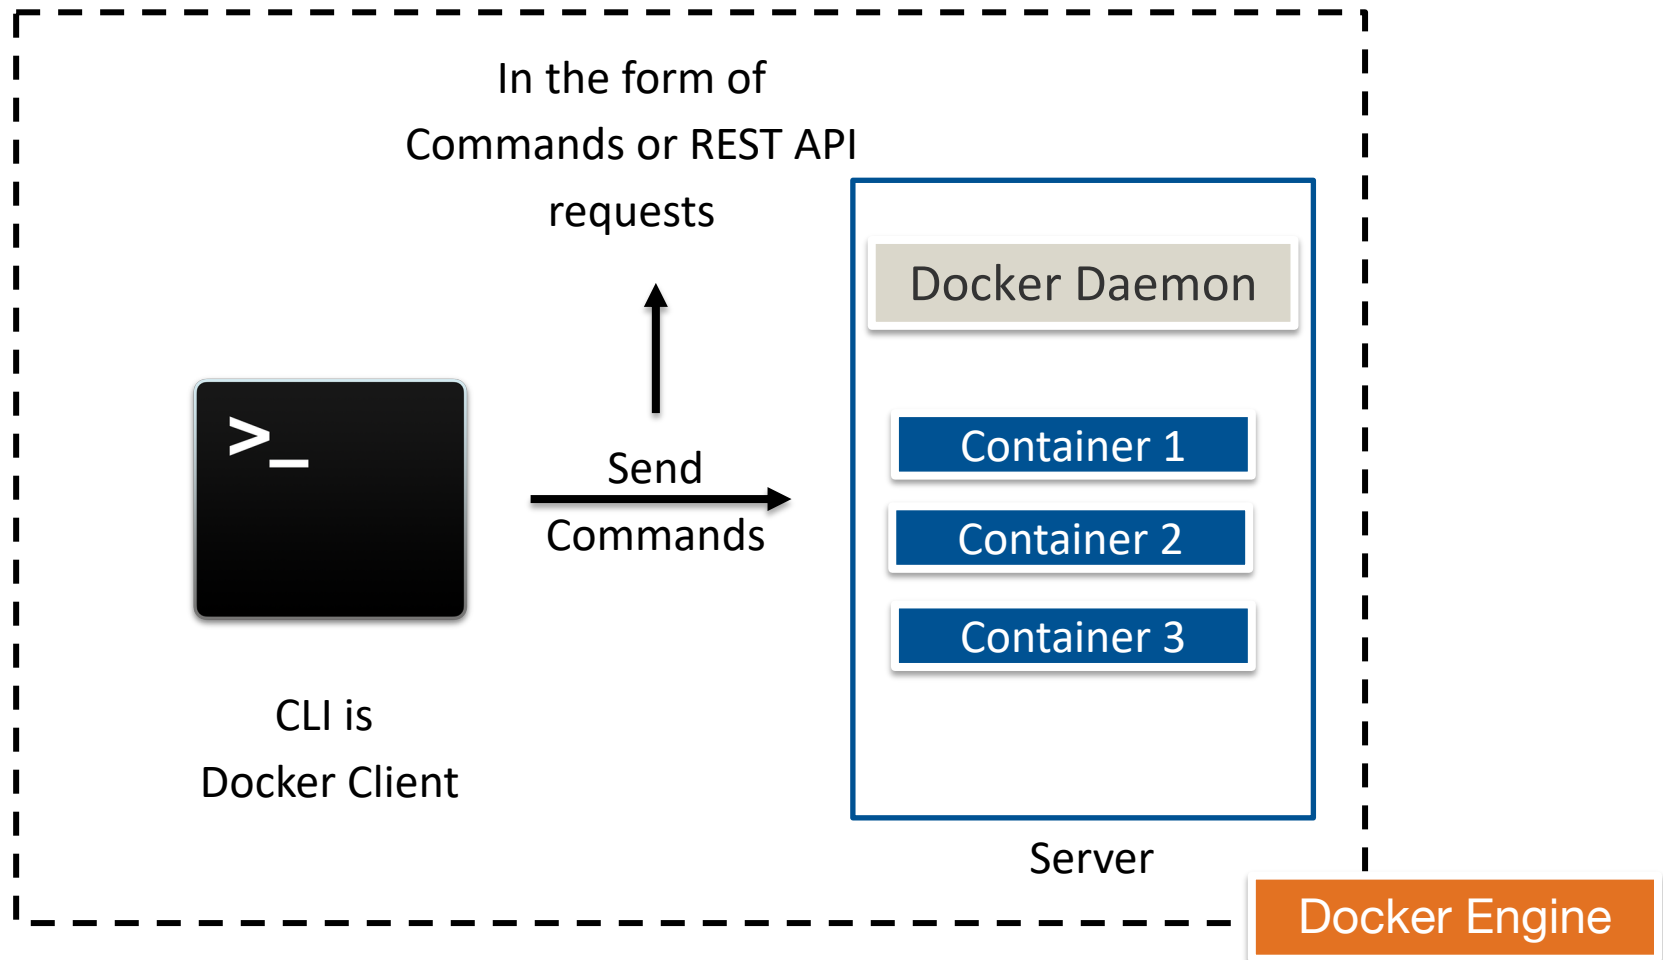 In the form of
Commands or REST API
requests
Docker Daemon
>_
Send
Commands
Container 1
Container 2
Container 3
CLI is
Docker Client
Server
Docker Engine